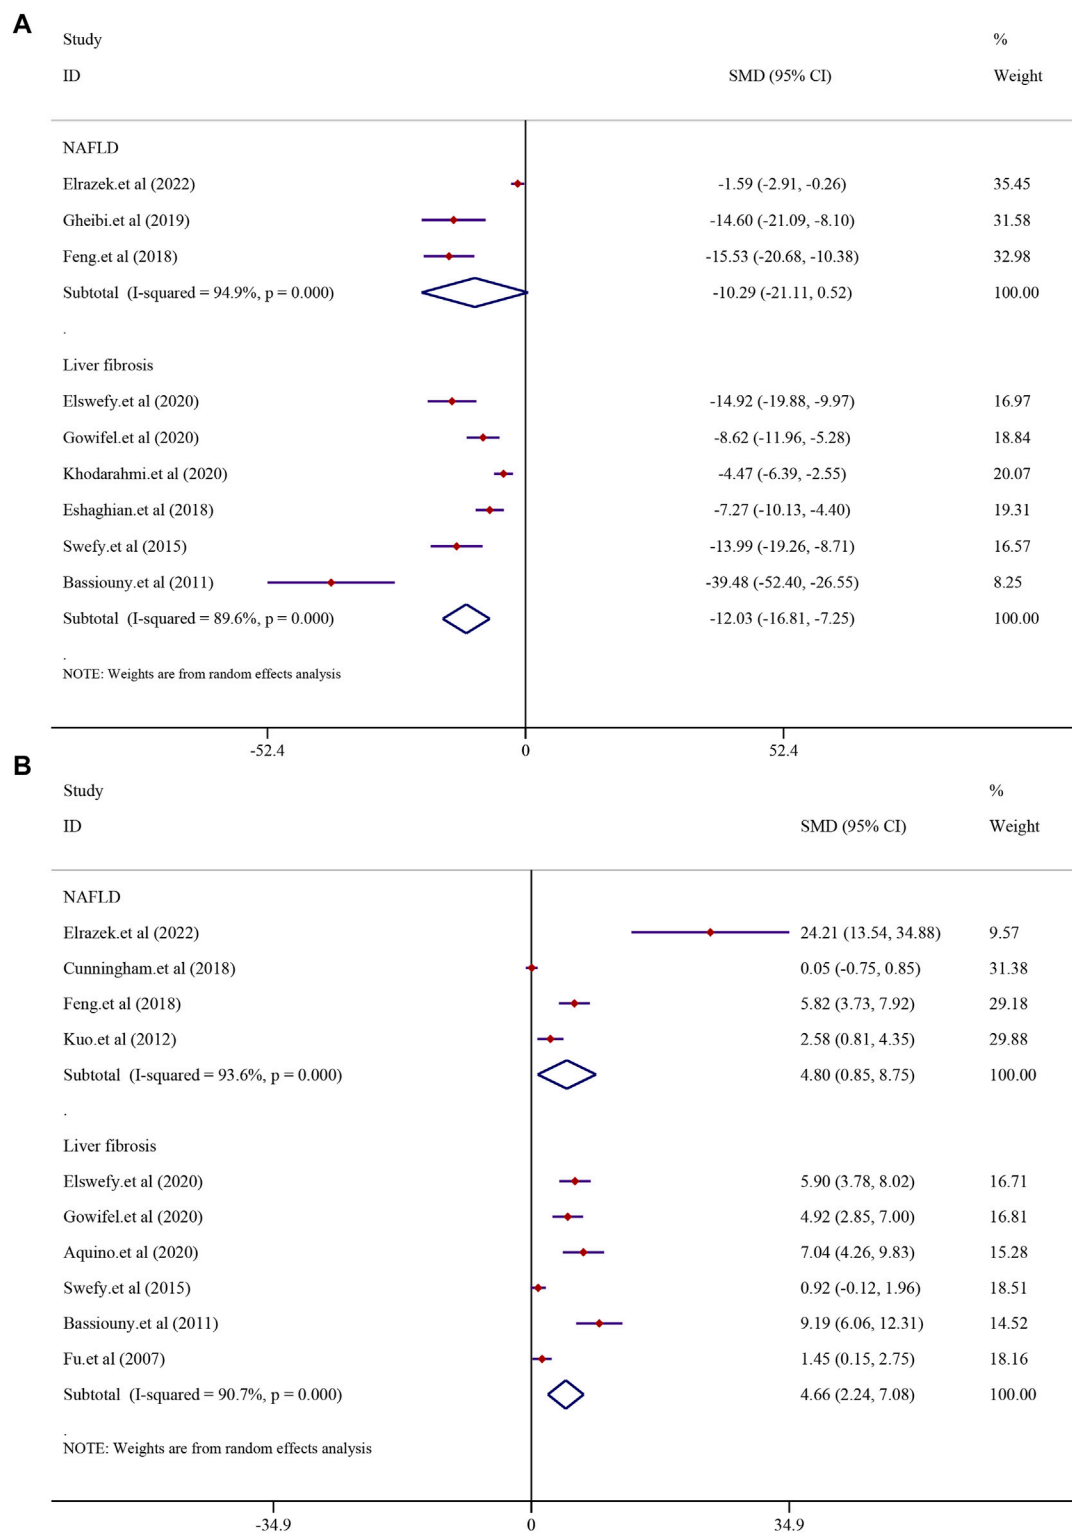 A
Study %
ID SMD (95% CI) Weight
NAFLD
Elrazek.et al (2022) -1.59 (-2.91, -0.26) 35.45
Gheibi.et al (2019) -14.60 (-21.09, -8.10) 31.58
Feng.et al (2018) -15.53 (-20.68, -10.38) 32.98
Subtotal (I-squared = 94.9%, p = 0.000) -10.29 (-21.11, 0.52) 100.00
.
Liver fibrosis
Elswefy.et al (2020) -14.92 (-19.88, -9.97) 16.97
Gowifel.et al (2020) -8.62 (-11.96, -5.28) 18.84
Khodarahmi.et al (2020) -4.47 (-6.39, -2.55) 20.07
Eshaghian.et al (2018) -7.27 (-10.13, -4.40) 19.31
Swefy.et al (2015) -13.99 (-19.26, -8.71) 16.57
Bassiouny.et al (2011) -39.48 (-52.40, -26.55) 8.25
Subtotal (I-squared = 89.6%, p = 0.000) -12.03 (-16.81, -7.25) 100.00
.
NOTE: Weights are from random effects analysis
-52.4 0 52.4
B
Study %
ID SMD (95% CI) Weight
NAFLD
Elrazek.et al (2022) 24.21 (13.54, 34.88) 9.57
Cunningham.et al (2018) 0.05 (-0.75, 0.85) 31.38
Feng.et al (2018) 5.82 (3.73, 7.92) 29.18
Kuo.et al (2012) 2.58 (0.81, 4.35) 29.88
Subtotal (I-squared = 93.6%, p = 0.000) 4.80 (0.85, 8.75) 100.00
.
Liver fibrosis
Elswefy.et al (2020) 5.90 (3.78, 8.02) 16.71
Gowifel.et al (2020) 4.92 (2.85, 7.00) 16.81
Aquino.et al (2020) 7.04 (4.26, 9.83) 15.28
Swefy.et al (2015) 0.92 (-0.12, 1.96) 18.51
Bassiouny.et al (2011) 9.19 (6.06, 12.31) 14.52
Fu.et al (2007) 1.45 (0.15, 2.75) 18.16
Subtotal (I-squared = 90.7%, p = 0.000) 4.66 (2.24, 7.08) 100.00
.
NOTE: Weights are from random effects analysis
-34.9 0 34.9